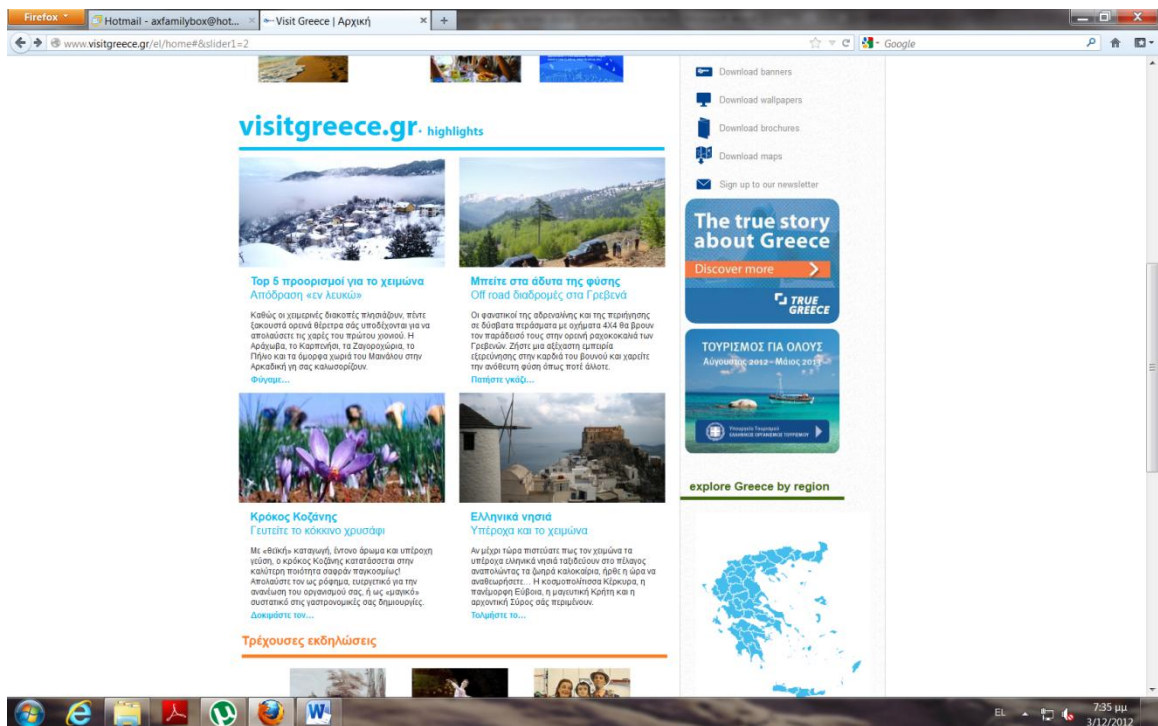 Firefox
Hotmail - axfamilybox@hot...
Visit Greece | Αρχική
www.visitgreece.gr/el/home#&slider1=2
Google
visitgreece.gr. highlights
Top 5 προορισμοί για το χειμώνα
Απόδραση «εν λευκώ»
Καθώς οι χειμερινές διακοπές πλησιάζουν, πέντε
ξακουστά ορεινά θέρετρα σάς υποδέχονται για να
απολαύσετε τις χαρές του πρώτου χιονιού. Η
Αράχωβα, το Καρπενήσι, τα Ζαγοροχώρια, το
Πήλιο και τα όμορφα χωριά του Μαινάλου στην
Αρκαδική γη σας καλωσορίζουν.
Φύγαμε...
Μπείτε στα άδυτα της φύσης
Off road διαδρομές στα Γρεβενά
Οι φανατικοί της αδρεναλίνης και της περιήγησης
σε δύσβατα περάσματα με οχήματα 4Χ4 θα βρουν
τον παράδεισό τους στην ορεινή ραχοκοκαλιά των
Γρεβενών. Ζήστε μια αξέχαστη εμπειρία
εξερεύνησης στην καρδιά του βουνού και χαρείτε
την ανόθευτη φύση όπως ποτέ άλλοτε.
Πατήστε γκάζι...
Κρόκος Κοζάνης
Γευτείτε το κόκκινο χρυσάφι
Με «θεϊκή» καταγωγή, έντονο άρωμα και υπέροχη
γεύση, ο κρόκος Κοζάνης κατατάσσεται στην
καλύτερη ποιότητα σαφράν παγκοσμίως!
Απολαύστε τον ως ρόφημα, ευεργετικό για την
ανανέωση του οργανισμού σας, ή ως «μαγικό»
συστατικό στις γαστρονομικές σας δημιουργίες.
Δοκιμάστε τον...
Ελληνικά νησιά
Υπέροχα και το χειμώνα
Αν μέχρι τώρα πιστεύατε πως τον χειμώνα τα
υπέροχα ελληνικά νησιά ταξιδεύουν στο πέλαγος
αναπολώντας τα ζωηρά καλοκαίρια, ήρθε η ώρα να
αναθεωρήσετε... Η κοσμοπολίτισσα Κέρκυρα, η
πανέμορφη Εύβοια, η μαγευτική Κρήτη και η
αρχοντική Σύρος σάς περιμένουν.
Τολμήστε το...
Τρέχουσες εκδηλώσεις
Download banners
Download wallpapers
Download brochures
Download maps
Sign up to our newsletter
The true story
about Greece
Discover more
TRUE
GREECE
ΤΟΥΡΙΣΜΟΣ ΓΙΑ ΟΛΟΥΣ
Αύγουστος 2012 - Μάιος 2013
Υπουργείο Τουρισμού
ΕΛΛΗΝΙΚΟΣ ΟΡΓΑΝΙΣΜΟΣ ΤΟΥΡΙΣΜΟΥ
explore Greece by region
EL
7:35 μμ
3/12/2012